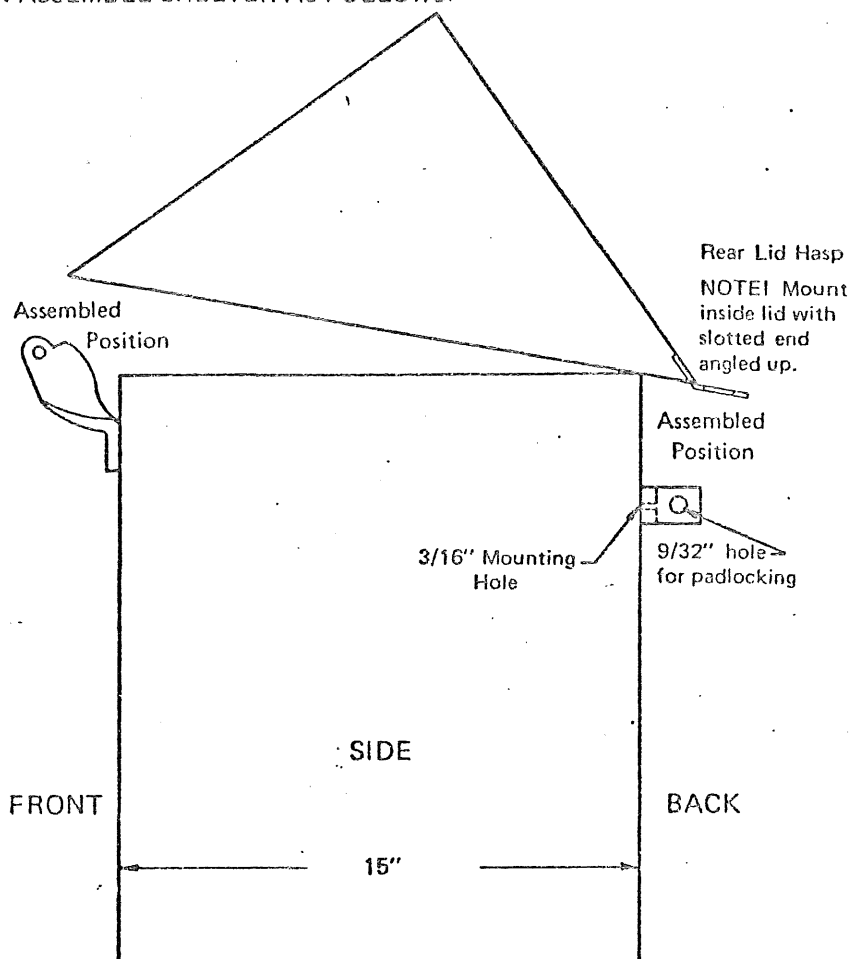 Rear Lid Hasp
NOTE! Mount
inside lid with
slotted end
angled up.
Assembled
Position
Assembled
Position
3/16" Mounting
Hole
9/32" hole
for padlocking
SIDE
FRONT
BACK
15"